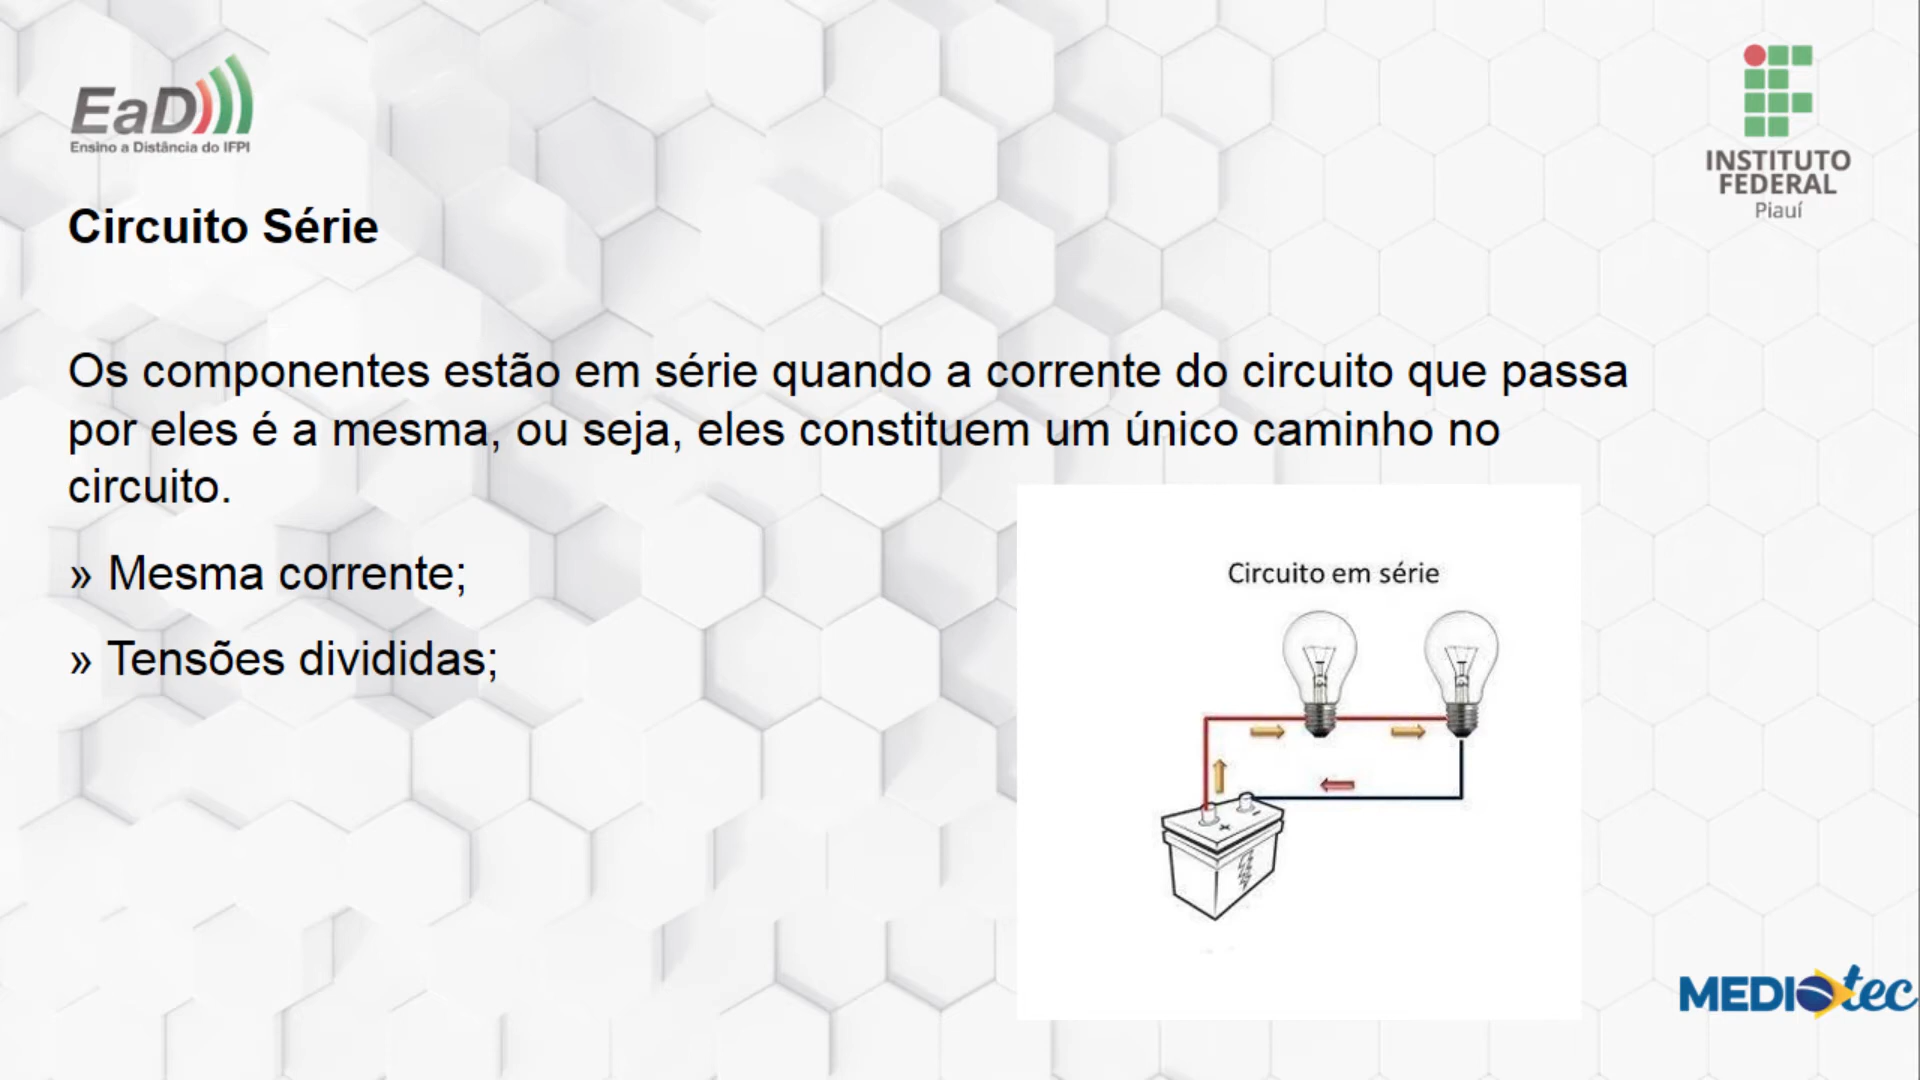 EaD
Ensino a Distância do IFPI
INSTITUTO
FEDERAL
Piauí
Circuito Série
Os componentes estão em série quando a corrente do circuito que passa
por eles é a mesma, ou seja, eles constituem um único caminho no
circuito.
» Mesma corrente;
» Tensões divididas;
Circuito em série
+ -
MEDIOtec